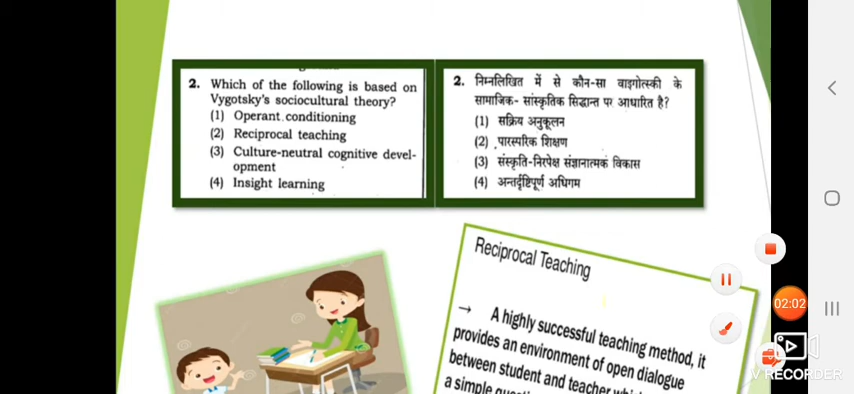 2. Which of the following is based on
Vygotsky's sociocultural theory?
(1) Operant conditioning
(2) Reciprocal teaching
(3) Culture-neutral cognitive devel-
opment
(4) Insight learning
2. निम्नलिखित में से कौन-सा वाइगोत्स्की के
सामाजिक- सांस्कृतिक सिद्धान्त पर आधारित है?
(1) सक्रिय अनुकूलन
(2) पारस्परिक शिक्षण
(3) संस्कृति-निरपेक्ष संज्ञानात्मक विकास
(4) अन्तर्दृष्टिपूर्ण अधिगम
Reciprocal Teaching
→ A highly successful teaching method, it
provides an environment of open dialogue
between student and teacher
a simple
02:02
V RECORDER